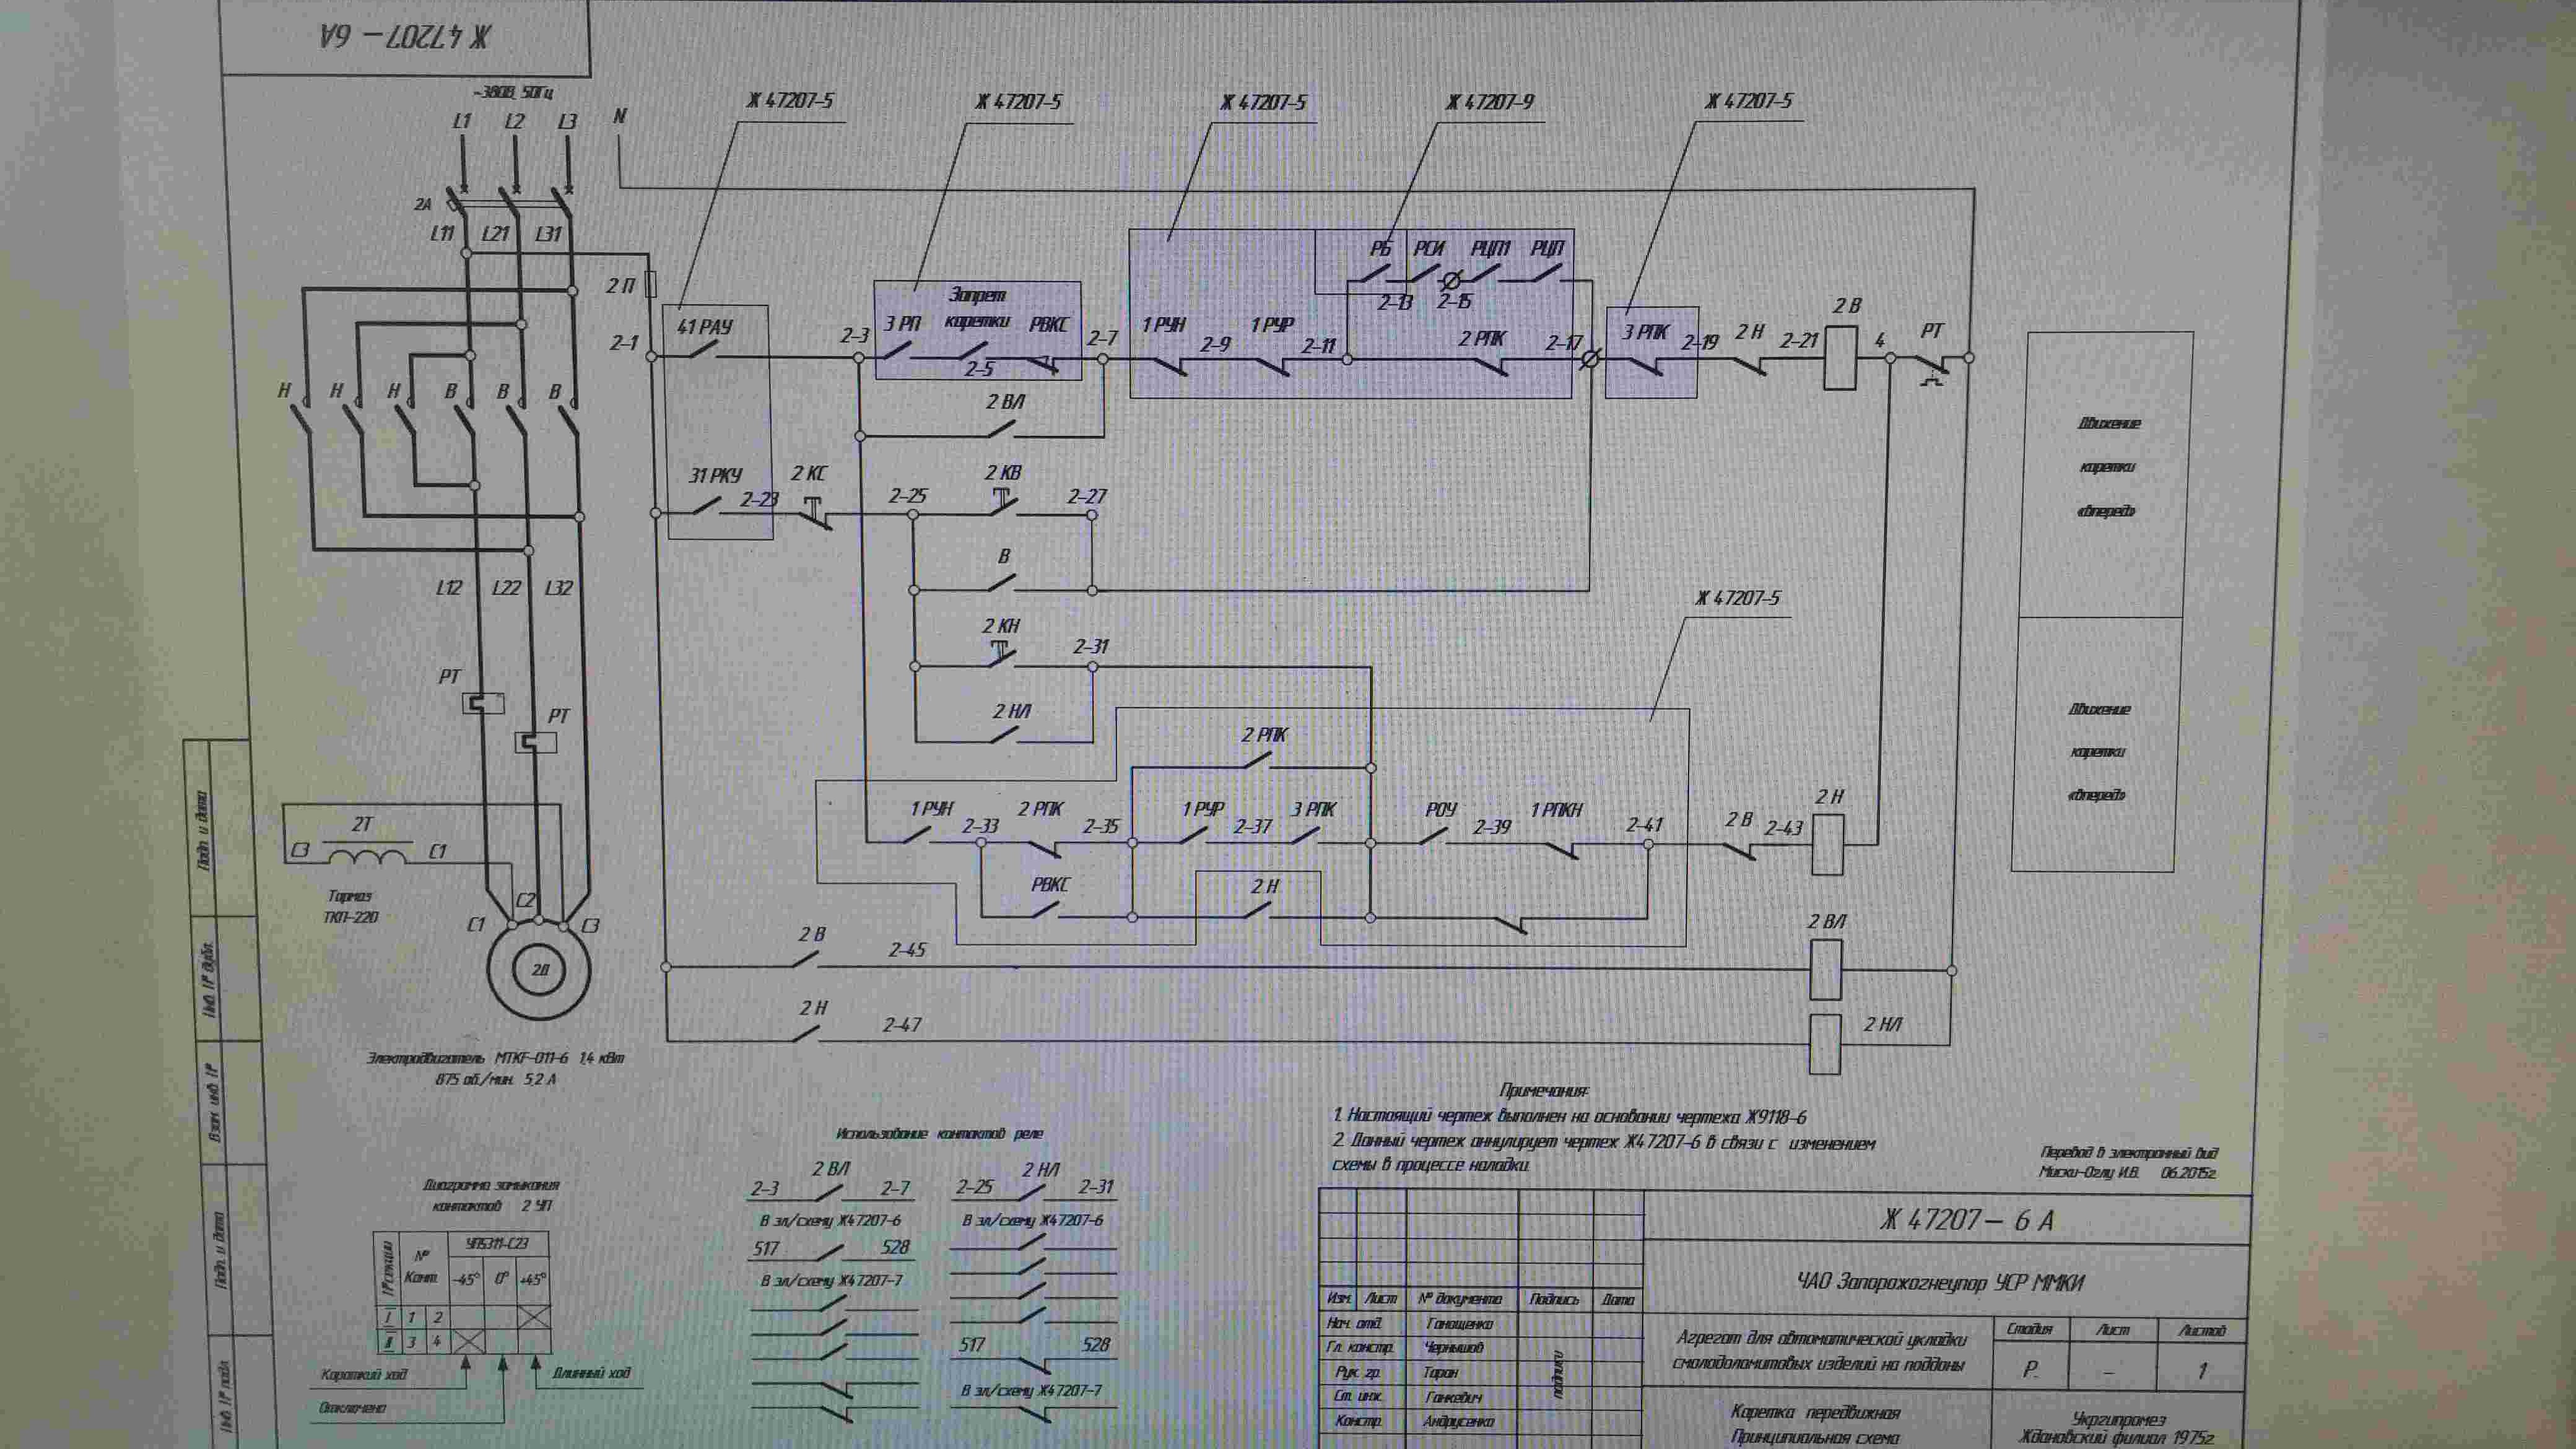 Ж 47207 – 6А
~380В, 50Гц
L1 L2 L3 N
Ж 47207-5
Ж 47207-5
Ж 47207-5
Ж 47207-9
Ж 47207-5
2А
L11 L21 L31
2 П
2-1
41 РАУ
2-3
3 РП
Запрет
каретки
РВКС
2-5
2-7
1 РУН
2-9
1 РУР
2-11
РБ РСИ РЦП1 РЦП
2-13 2-15
2 РПК
2-17
3 РПК
2-19
2 Н
2-21
2 В
4
РТ
Н Н Н В В В
2 ВЛ
31 РКУ
2-23
2 КС
2-25
2 КВ
2-27
В
2 КН
2-31
2 НЛ
L12 L22 L32
РТ
РТ
Ж 47207-5
2 РПК
1 РУН
2-33
2 РПК
2-35
1 РУР
2-37
3 РПК
РОУ
2-39
1 РПКН
2-41
2 В
2-43
2 Н
РВКС
2 Н
2 В
2-45
2 ВЛ
2 Н
2-47
2 НЛ
Движение
каретки
«вперед»
Движение
каретки
«вперед»
2Т
С3 С1
Тормоз
ТКП-220
С1 С2 С3
2Д
Электродвигатель МТКF-011-6 1,4 кВт
875 об./мин. 5,2 А
Диаграмма замыкания
контактов 2 УП
№ секции
№
Конт.
УП5311-С23
-45° 0° +45°
I 1 2
II 3 4
Короткий ход
Отключено
Длинный ход
Использование контактов реле
2 ВЛ
2-3 2-7
В эл/схему Ж47207-6
517 528
В эл/схему Ж47207-7
2 НЛ
2-25 2-31
В эл/схему Ж47207-6
517 528
В эл/схему Ж47207-7
Примечания:
1. Настоящий чертеж выполнен на основании чертежа Ж9118-6
2. Данный чертеж аннулирует чертеж Ж47207-6 в связи с изменением
схемы в процессе наладки.
Перевод в электронный вид
Миски-Оглу И.В. 06.2015г.
Ж 47207 – 6 А
ЧАО Запорожогнеупор УСР ММКИ
Агрегат для автоматической укладки
смолодоломитовых изделий на поддоны
Стадия Лист Листов
Р. – 1
Каретка передвижная
Принципиальная схема
Укргипромез
Ждановский филиал 1975г.
Изм. Лист № документа Подпись Дата
Нач. отд. Ганощенко
Гл. констр. Чернышов
Рук. гр. Таран
Ст. инж. Ганкевич
Констр. Андрусенко
подписи
Подп. и дата
Инв. № дубл.
Взам. инв. №
Подп. и дата
Инв. № подл.